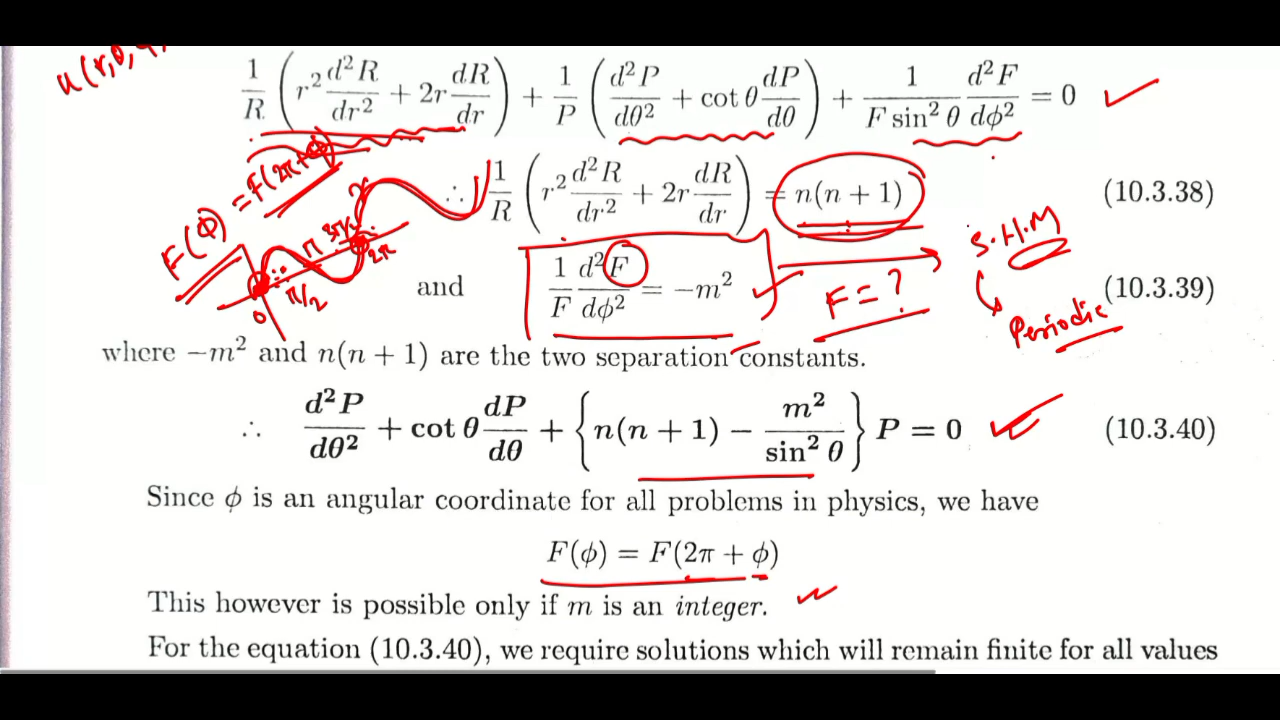 u(r,θ,φ,
1/R (r² d²R/dr² + 2r dR/dr) + 1/P (d²P/dθ² + cot θ dP/dθ) + 1/(F sin² θ) d²F/dϕ² = 0
F(ϕ) = F(2π+ϕ)
∴ 1/R (r² d²R/dr² + 2r dR/dr) = n(n + 1) (10.3.38)
S.H.M
0 π/2 π 3π/2 2π
and 1/F d²F/dϕ² = −m² (10.3.39)
F = ?
Periodic
where −m² and n(n + 1) are the two separation constants.
∴ d²P/dθ² + cot θ dP/dθ + {n(n + 1) − m²/sin² θ} P = 0 (10.3.40)
Since ϕ is an angular coordinate for all problems in physics, we have
F(ϕ) = F(2π + ϕ)
This however is possible only if m is an integer.
For the equation (10.3.40), we require solutions which will remain finite for all values